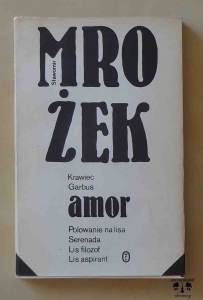 Sławomir
MRO
ŻEK
Krawiec
Garbus
amor
Polowanie na lisa
Serenada
Lis filozof
Lis aspirant